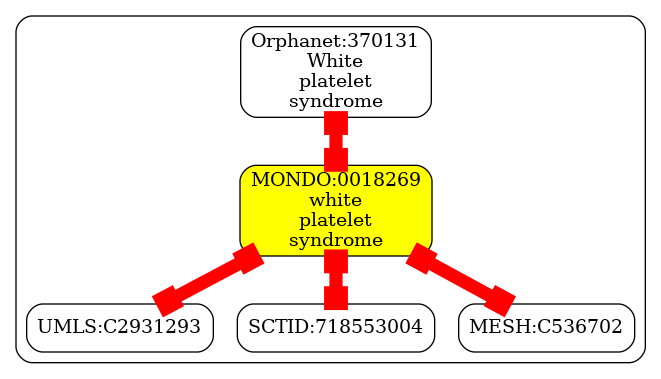 Orphanet:370131
White
platelet
syndrome
MONDO:0018269
white
platelet
syndrome
UMLS:C2931293
SCTID:718553004
MESH:C536702